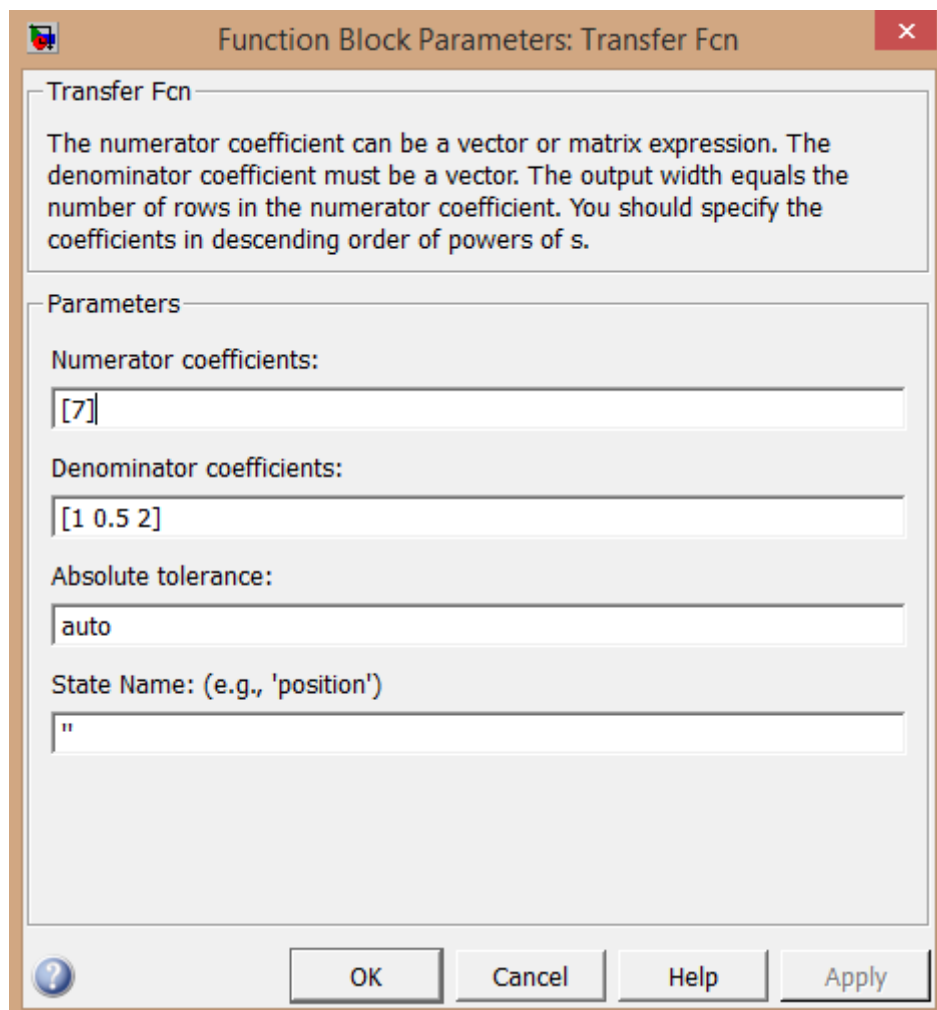 Function Block Parameters: Transfer Fcn
Transfer Fcn
The numerator coefficient can be a vector or matrix expression. The
denominator coefficient must be a vector. The output width equals the
number of rows in the numerator coefficient. You should specify the
coefficients in descending order of powers of s.
Parameters
Numerator coefficients:
[7]
Denominator coefficients:
[1 0.5 2]
Absolute tolerance:
auto
State Name: (e.g., 'position')
''
OK Cancel Help Apply